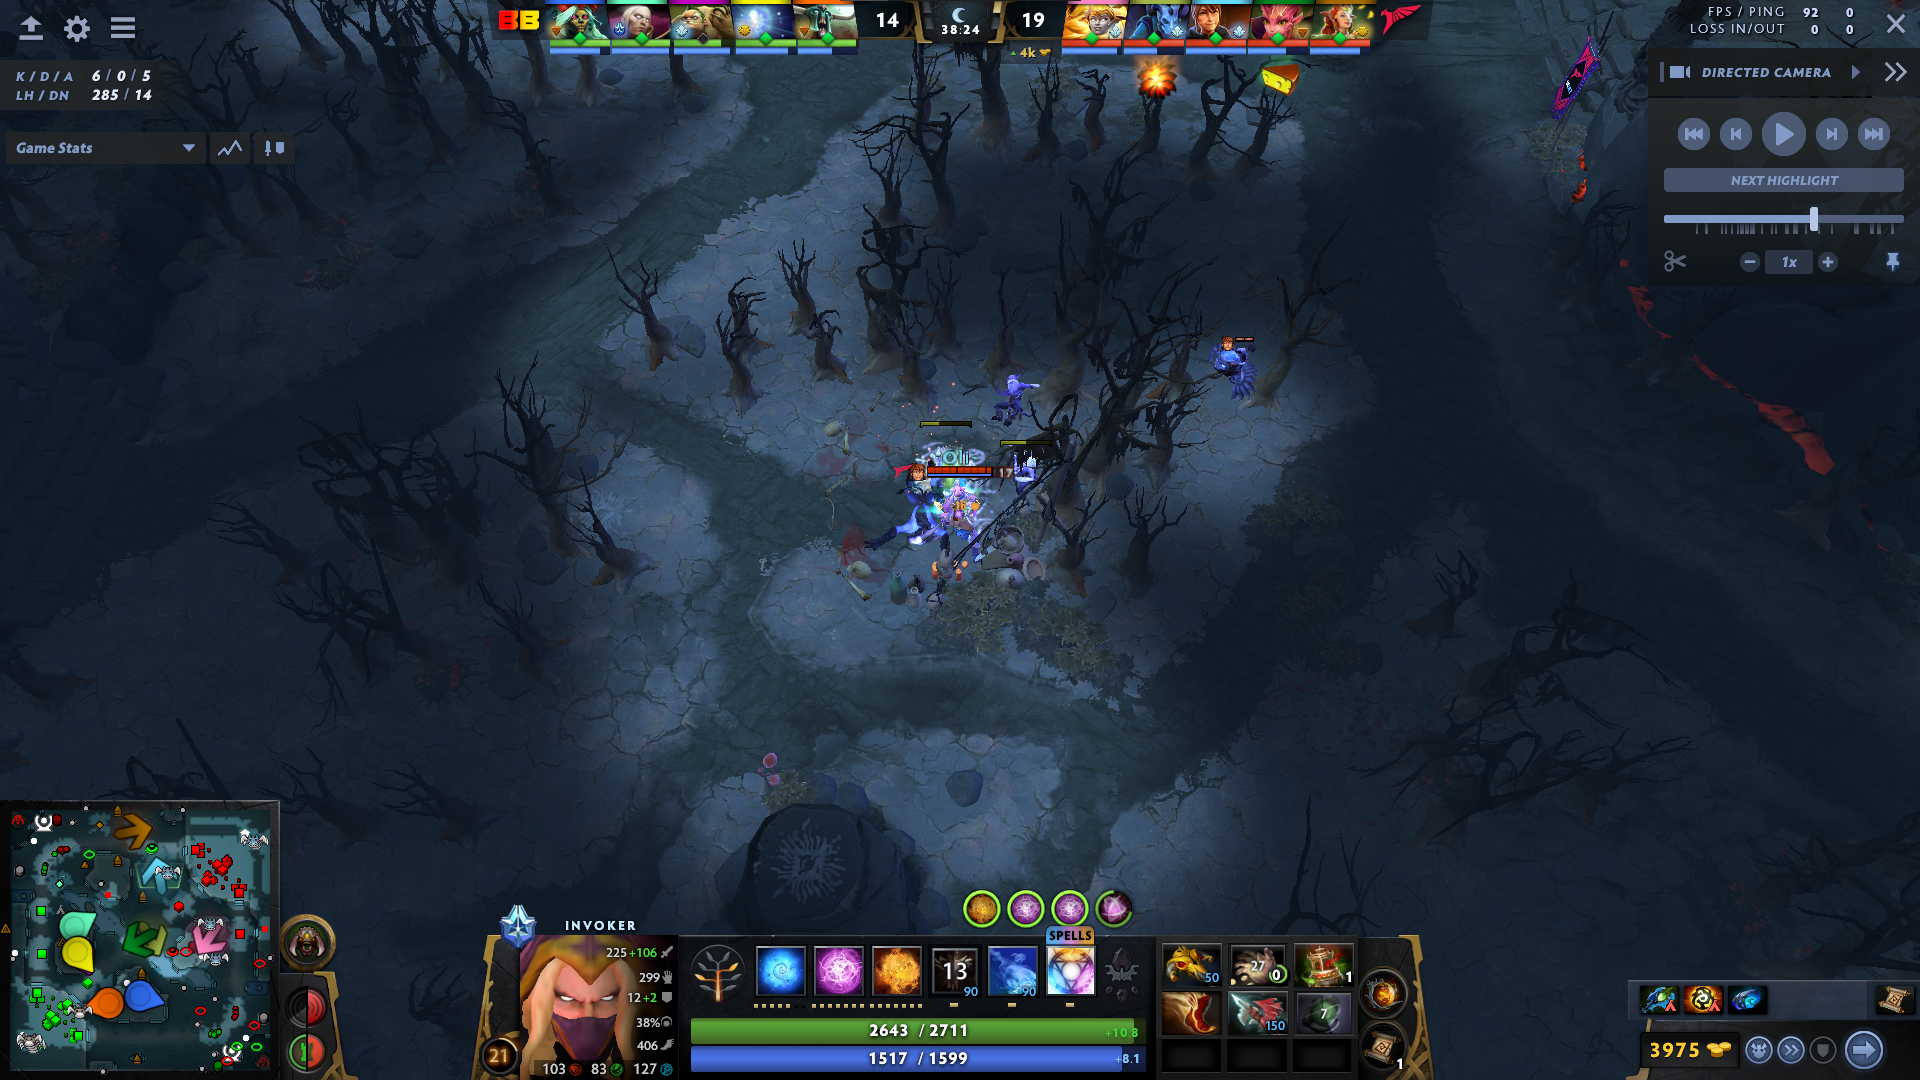 BB
14
38:24
19
4k
FPS / PING 92 0
LOSS IN/OUT 0 0
K / D / A 6 / 0 / 5
LH / DN 285 / 14
DIRECTED CAMERA
Game Stats
NEXT HIGHLIGHT
1x
17
INVOKER
SPELLS
225 +106
299
12 +2
38%
406
21
103 83 127
13
90
90
2643 / 2711
+10.8
1517 / 1599
+8.1
50
27
0
1
150
7
1
3975